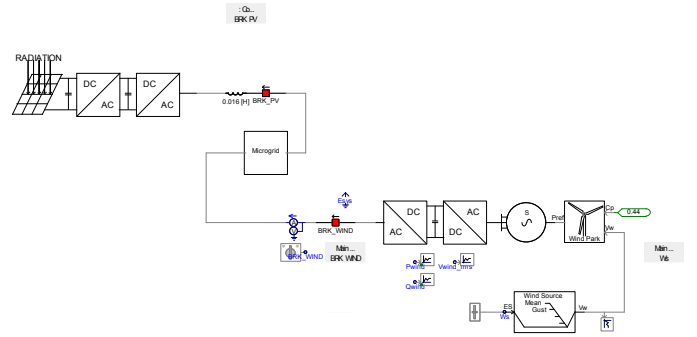 : Co...
BRK PV
RADIATION
DC
AC
DC
AC
0.016 [H]
BRK_PV
Microgrid
Esys
BRK_WIND
DC
AC
AC
DC
S
Pref
Cp
0.44
Vw
Wind Park
BRK_WIND
Main ...
BRK WIND
Pwind
Vwind_rms
Qwind
Main ...
Ws
Wind Source
Mean
Gust
ES
Vw
Ws